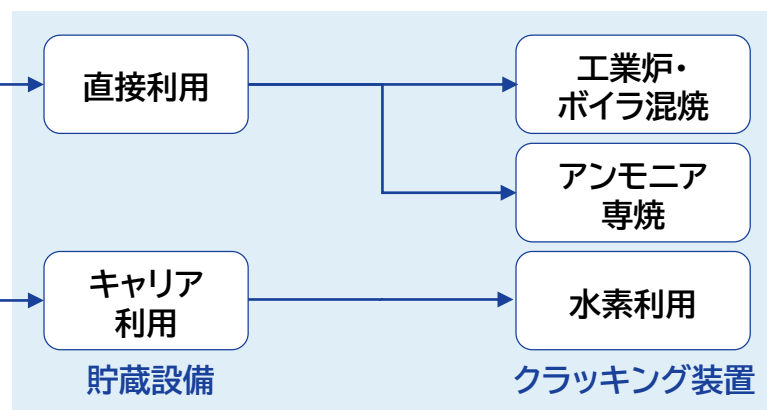 直接利用
工業炉・
ボイラ混焼
アンモニア
専焼
キャリア
利用
水素利用
貯蔵設備
クラッキング装置